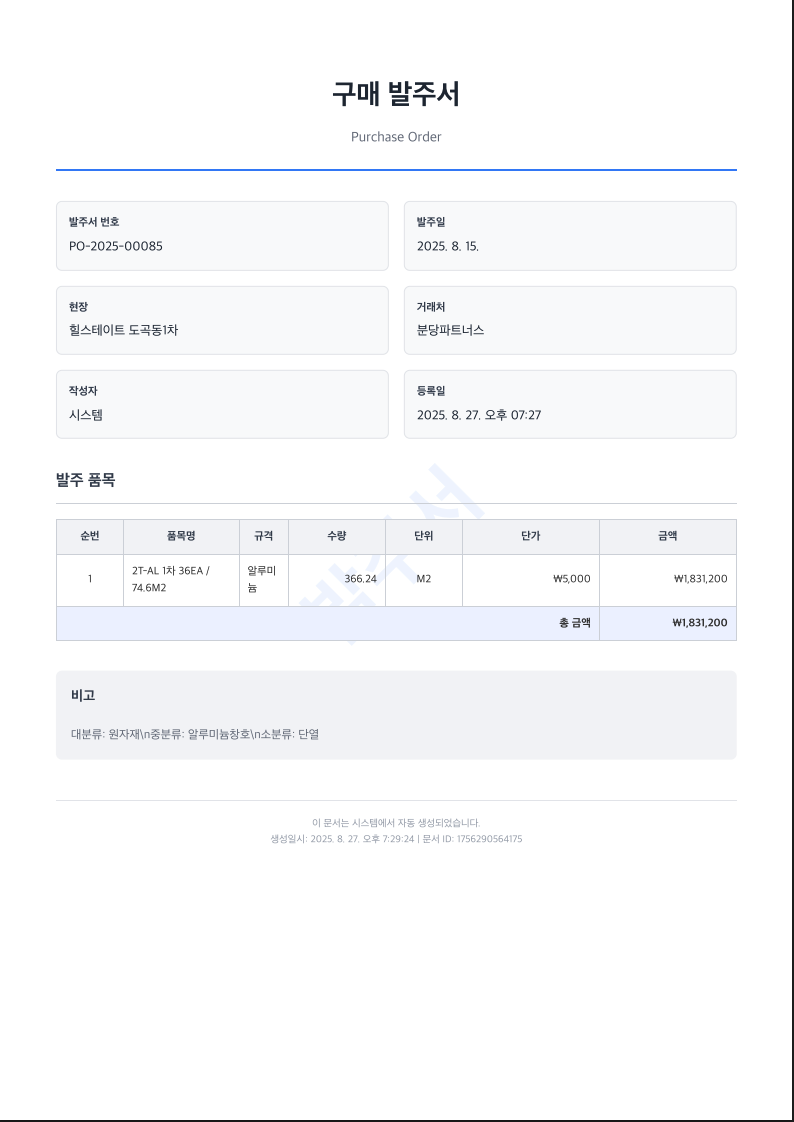 구매 발주서
Purchase Order
발주서 번호
PO-2025-00085
발주일
2025. 8. 15.
현장
힐스테이트 도곡동1차
거래처
분당파트너스
작성자
시스템
등록일
2025. 8. 27. 오후 07:27
발주 품목
발주서
순번 품목명 규격 수량 단위 단가 금액
1 2T-AL 1차 36EA / 74.6M2 알루미늄 366.24 M2 ₩5,000 ₩1,831,200
총 금액 ₩1,831,200
비고
대분류: 원자재\n중분류: 알루미늄창호\n소분류: 단열
이 문서는 시스템에서 자동 생성되었습니다.
생성일시: 2025. 8. 27. 오후 7:29:24 | 문서 ID: 1756290564175